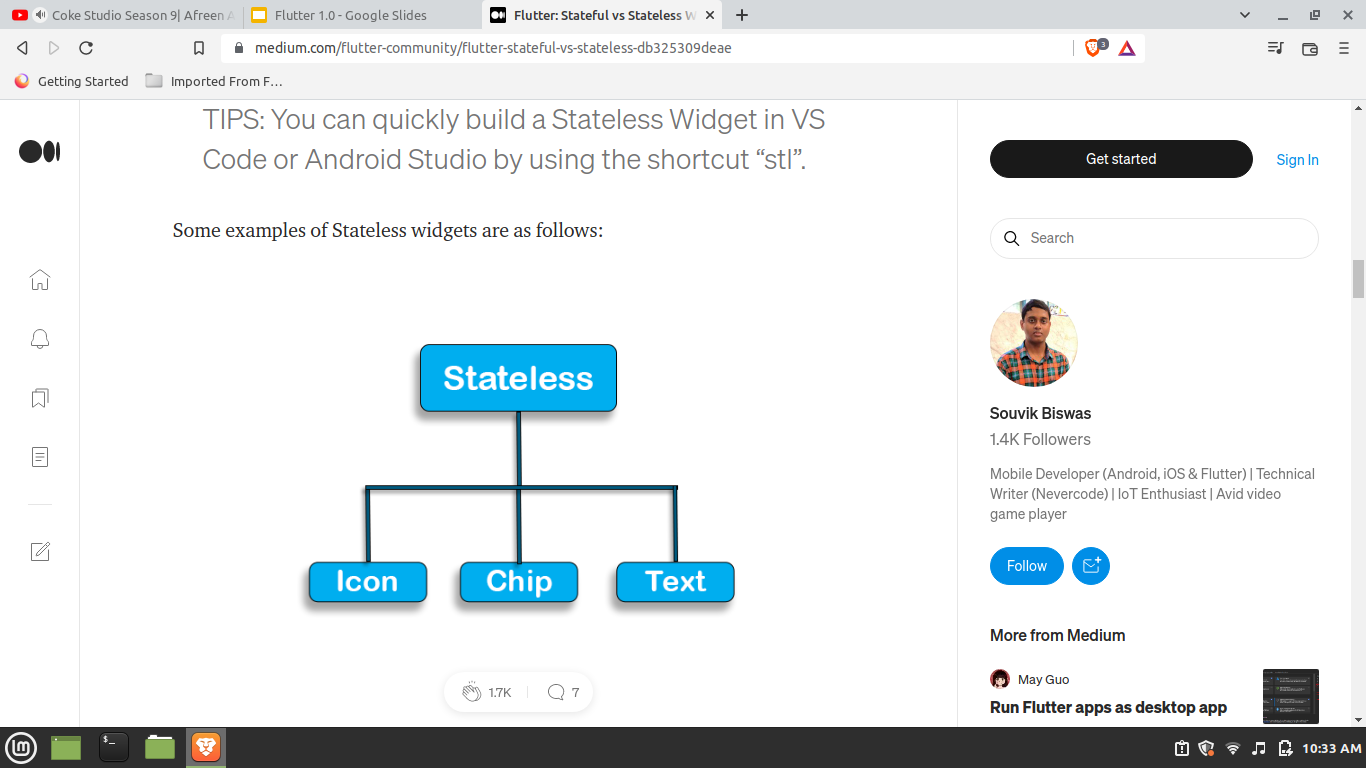 Coke Studio Season 9| Afreen A
Flutter 1.0 - Google Slides
Flutter: Stateful vs Stateless W
medium.com/flutter-community/flutter-stateful-vs-stateless-db325309deae
3
Getting Started
Imported From F…
TIPS: You can quickly build a Stateless Widget in VS
Code or Android Studio by using the shortcut “stl”.
Some examples of Stateless widgets are as follows:
Stateless
Icon
Chip
Text
1.7K
7
Get started
Sign In
Search
Souvik Biswas
1.4K Followers
Mobile Developer (Android, iOS & Flutter) | Technical
Writer (Nevercode) | IoT Enthusiast | Avid video
game player
Follow
More from Medium
May Guo
Run Flutter apps as desktop app
10:33 AM